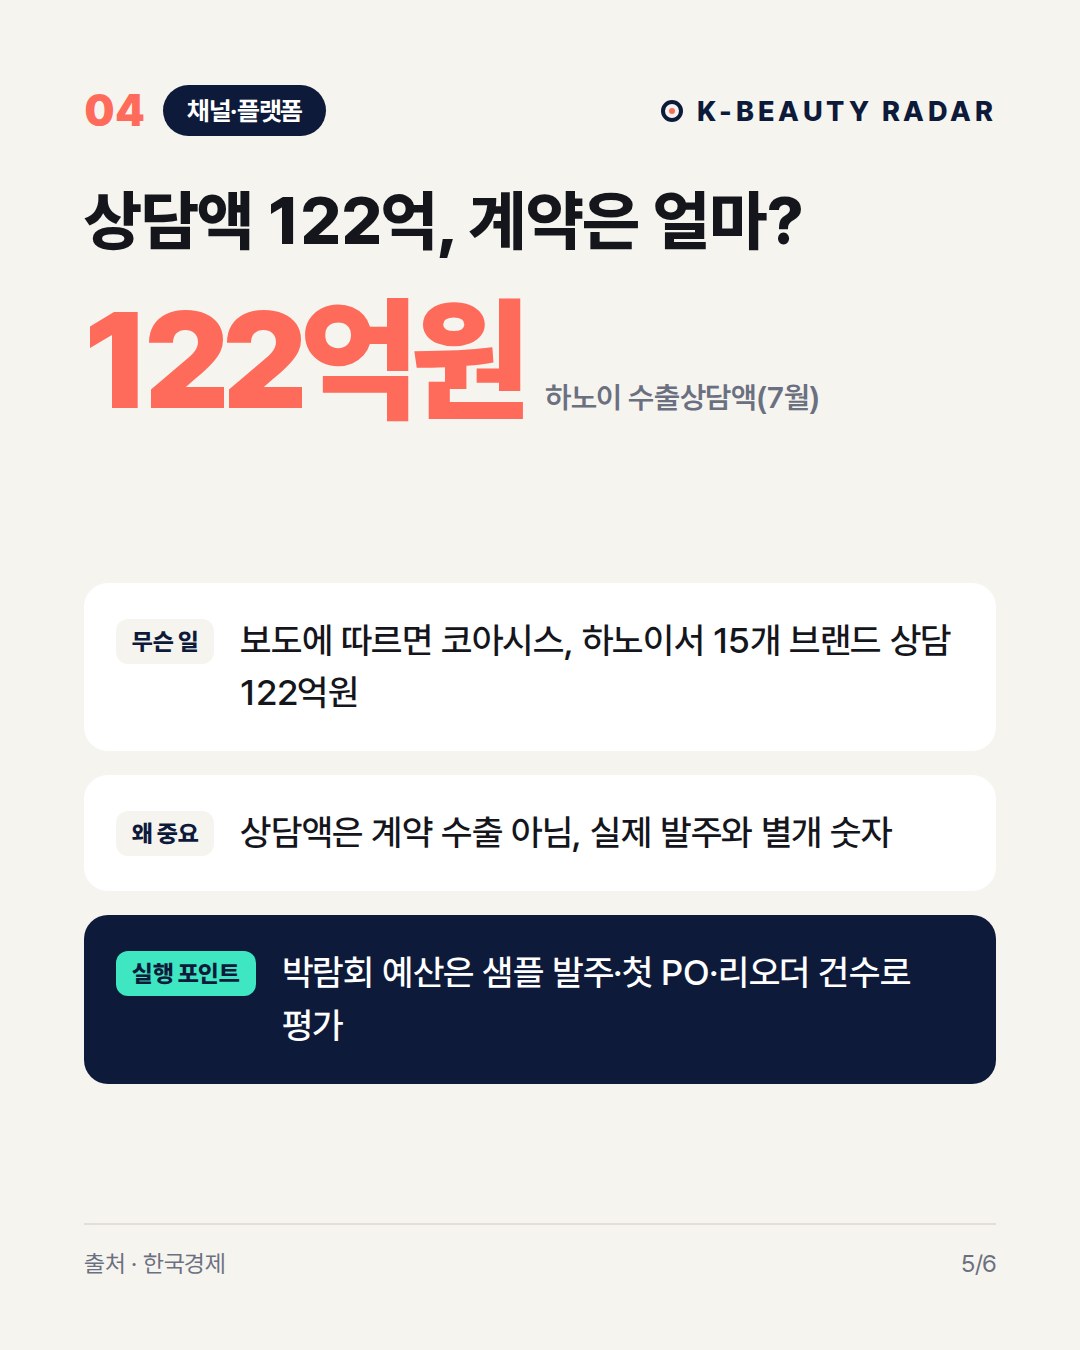 04 채널·플랫폼
K-BEAUTY RADAR
상담액 122억, 계약은 얼마?
122억원 하노이 수출상담액(7월)
무슨 일
보도에 따르면 코아시스, 하노이서 15개 브랜드 상담
122억원
왜 중요
상담액은 계약 수출 아님, 실제 발주와 별개 숫자
실행 포인트
박람회 예산은 샘플 발주·첫 PO·리오더 건수로
평가
출처 · 한국경제
5/6